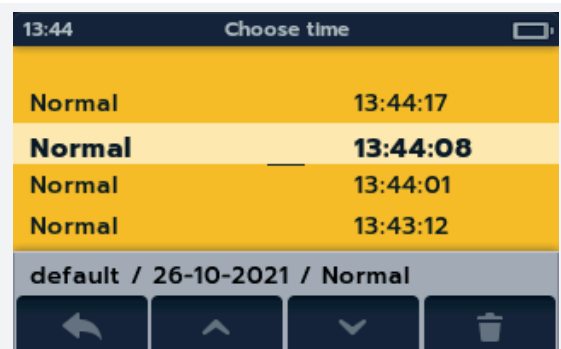 13:44 Choose time
Normal 13:44:17
Normal 13:44:08
Normal 13:44:01
Normal 13:43:12
default / 26-10-2021 / Normal